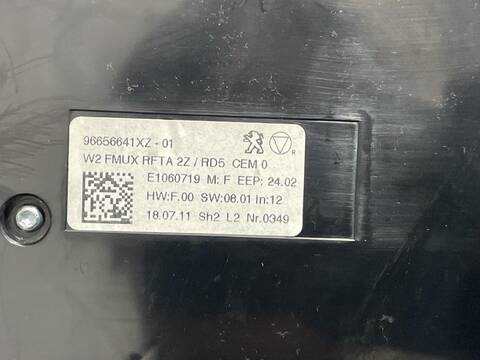 96656641XZ-01
W2 FMUX RFTA 2Z / RD5 CEM 0
E1060719 M: F EEP: 24.02
HW:F.00 SW:06.01 In:12
18.07.11 Sh2 L2 Nr.0349
R